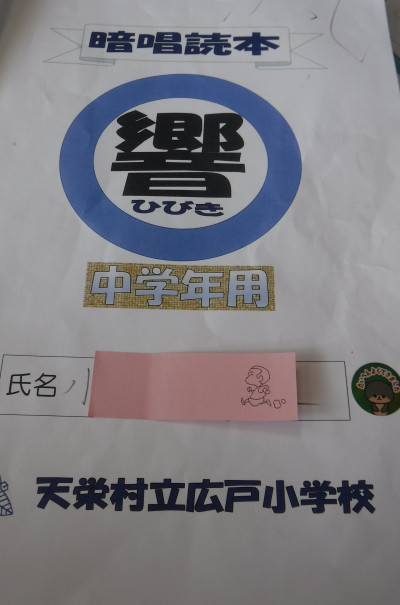 暗唱読本
響
ひびき
中学年用
氏名
天栄村立広戸小学校